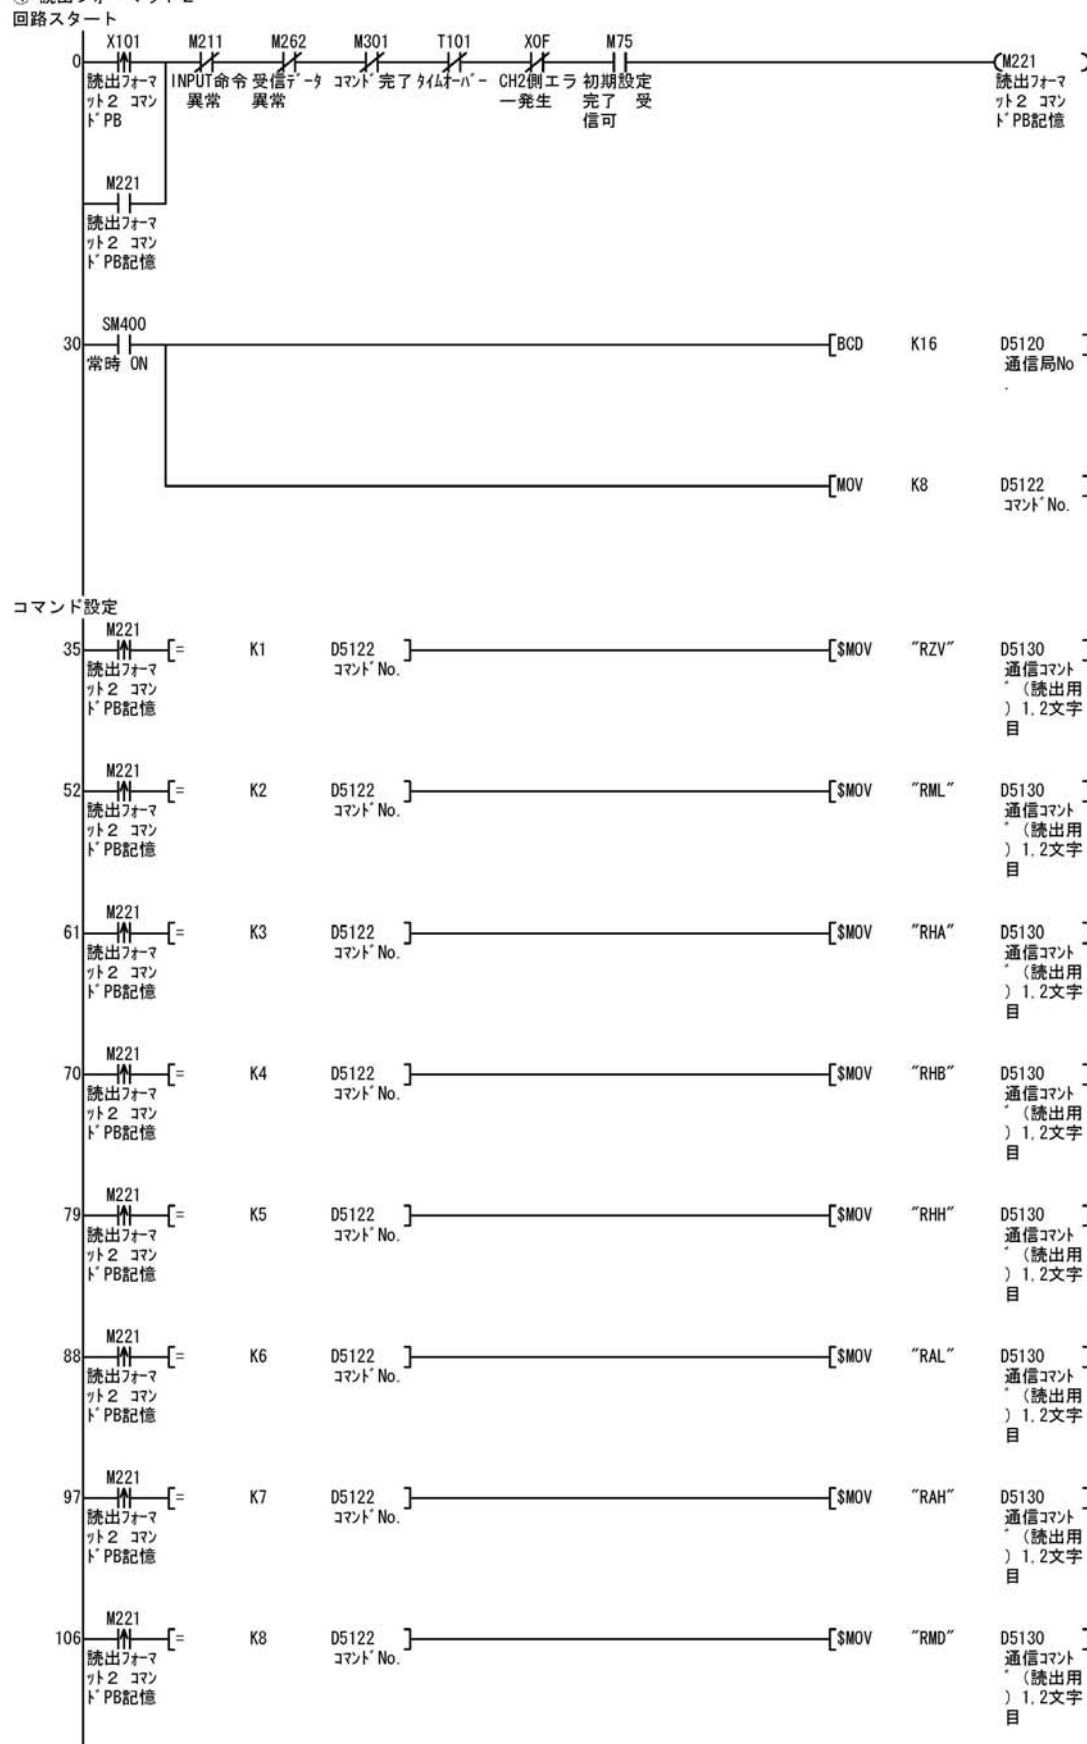 回路スタート
X101 M211 M262 M301 T101 X0F M75
0 (M221 )
読出フォーマ INPUT命令 受信データ コマンド完了 タイムオーバー CH2側エラ 初期設定 読出フォーマ
ット2 コマン 異常 異常 ー発生 完了 受 ット2 コマン
ドPB 信可 ドPB記憶
M221
読出フォーマ
ット2 コマン
ドPB記憶
SM400
30 [BCD K16 D5120 ]
常時 ON 通信局No
.
[MOV K8 D5122 ]
コマンドNo.
コマンド設定
M221
35 [= K1 D5122 ] [$MOV "RZV" D5130 ]
読出フォーマ コマンドNo. 通信コマント
ット2 コマン ゛(読出用
ドPB記憶 )1,2文字
目
M221
52 [= K2 D5122 ] [$MOV "RML" D5130 ]
読出フォーマ コマンドNo. 通信コマント
ット2 コマン ゛(読出用
ドPB記憶 )1,2文字
目
M221
61 [= K3 D5122 ] [$MOV "RHA" D5130 ]
読出フォーマ コマンドNo. 通信コマント
ット2 コマン ゛(読出用
ドPB記憶 )1,2文字
目
M221
70 [= K4 D5122 ] [$MOV "RHB" D5130 ]
読出フォーマ コマンドNo. 通信コマント
ット2 コマン ゛(読出用
ドPB記憶 )1,2文字
目
M221
79 [= K5 D5122 ] [$MOV "RHH" D5130 ]
読出フォーマ コマンドNo. 通信コマント
ット2 コマン ゛(読出用
ドPB記憶 )1,2文字
目
M221
88 [= K6 D5122 ] [$MOV "RAL" D5130 ]
読出フォーマ コマンドNo. 通信コマント
ット2 コマン ゛(読出用
ドPB記憶 )1,2文字
目
M221
97 [= K7 D5122 ] [$MOV "RAH" D5130 ]
読出フォーマ コマンドNo. 通信コマント
ット2 コマン ゛(読出用
ドPB記憶 )1,2文字
目
M221
106 [= K8 D5122 ] [$MOV "RMD" D5130 ]
読出フォーマ コマンドNo. 通信コマント
ット2 コマン ゛(読出用
ドPB記憶 )1,2文字
目